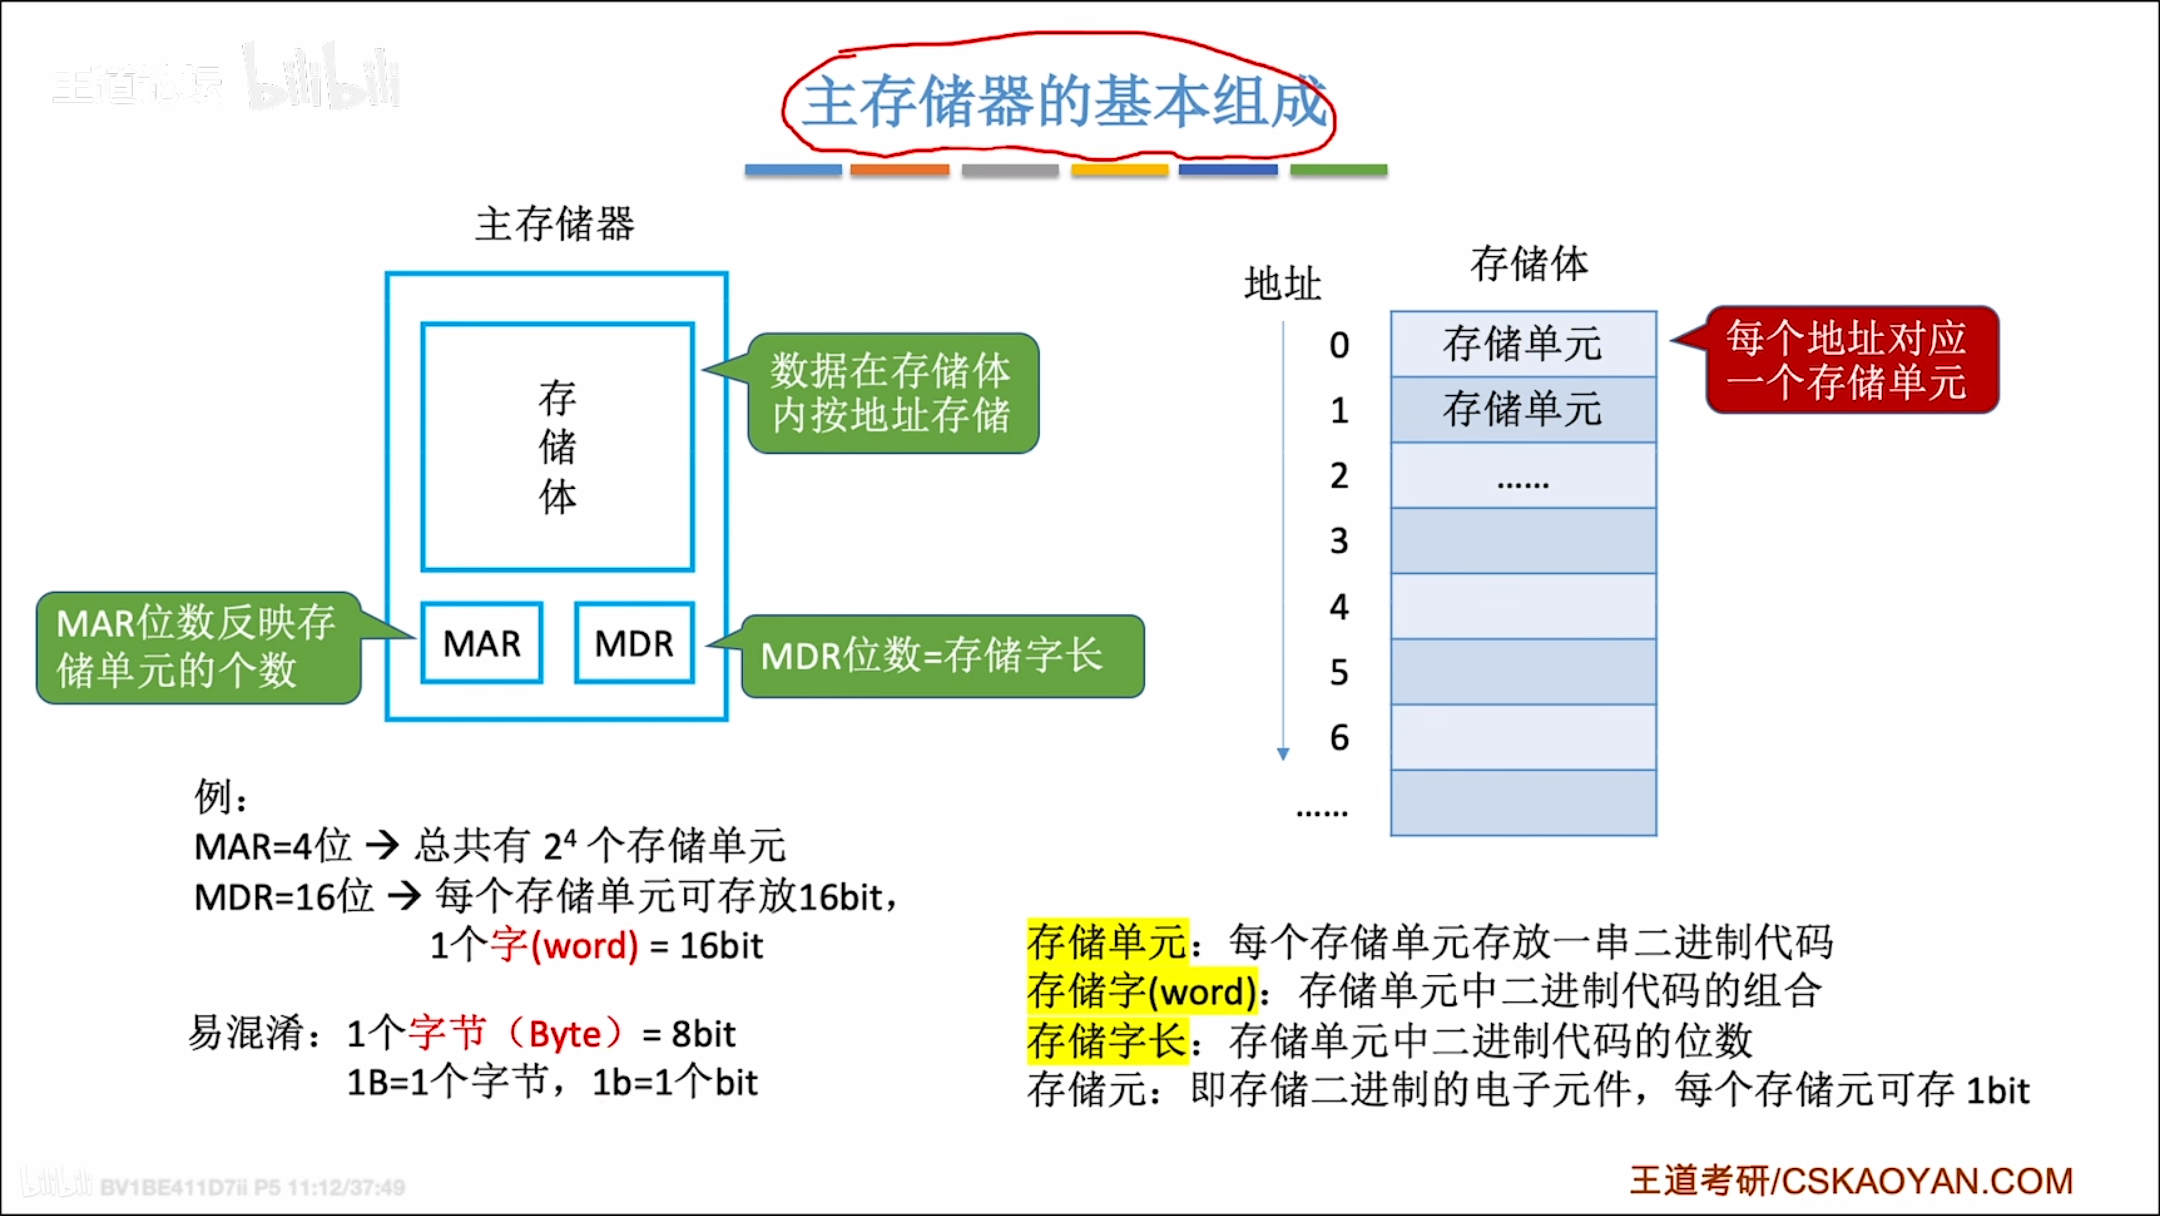 王道论坛 bilibili
主存储器的基本组成
主存储器
存
储
体
数据在存储体
内按地址存储
MAR
MDR
MAR位数反映存
储单元的个数
MDR位数=存储字长
地址
存储体
0 存储单元
1 存储单元
2 ......
3
4
5
6
......
每个地址对应
一个存储单元
例：
MAR=4位 → 总共有 2⁴ 个存储单元
MDR=16位 → 每个存储单元可存放16bit，
1个字(word) = 16bit
易混淆：1个字节（Byte）= 8bit
1B=1个字节，1b=1个bit
存储单元：每个存储单元存放一串二进制代码
存储字(word)：存储单元中二进制代码的组合
存储字长：存储单元中二进制代码的位数
存储元：即存储二进制的电子元件，每个存储元可存 1bit
bilibili BV1BE411D7ii P5 11:12/37:49
王道考研/CSKAOYAN.COM